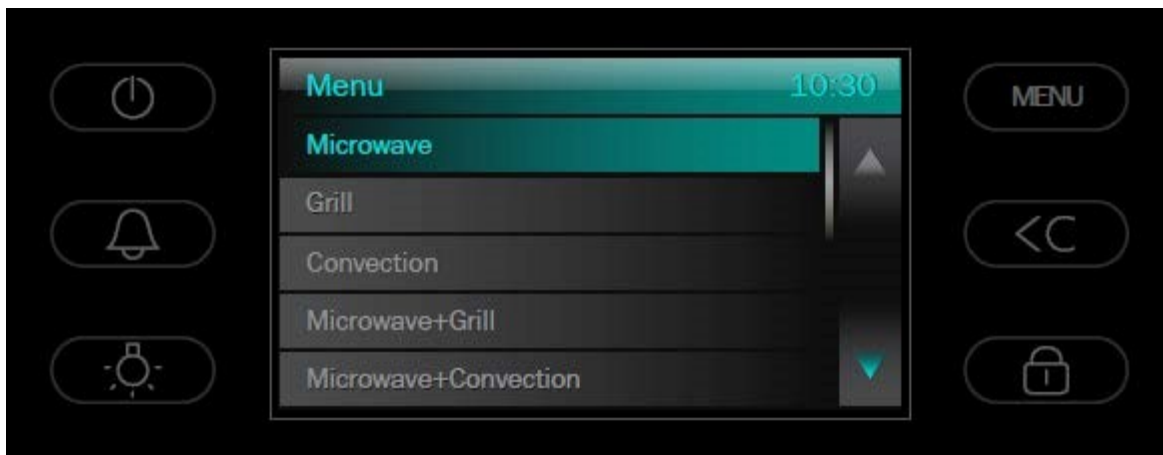 Menu 10:30
MENU
Microwave
Grill
<C
Convection
Microwave+Grill
Microwave+Convection